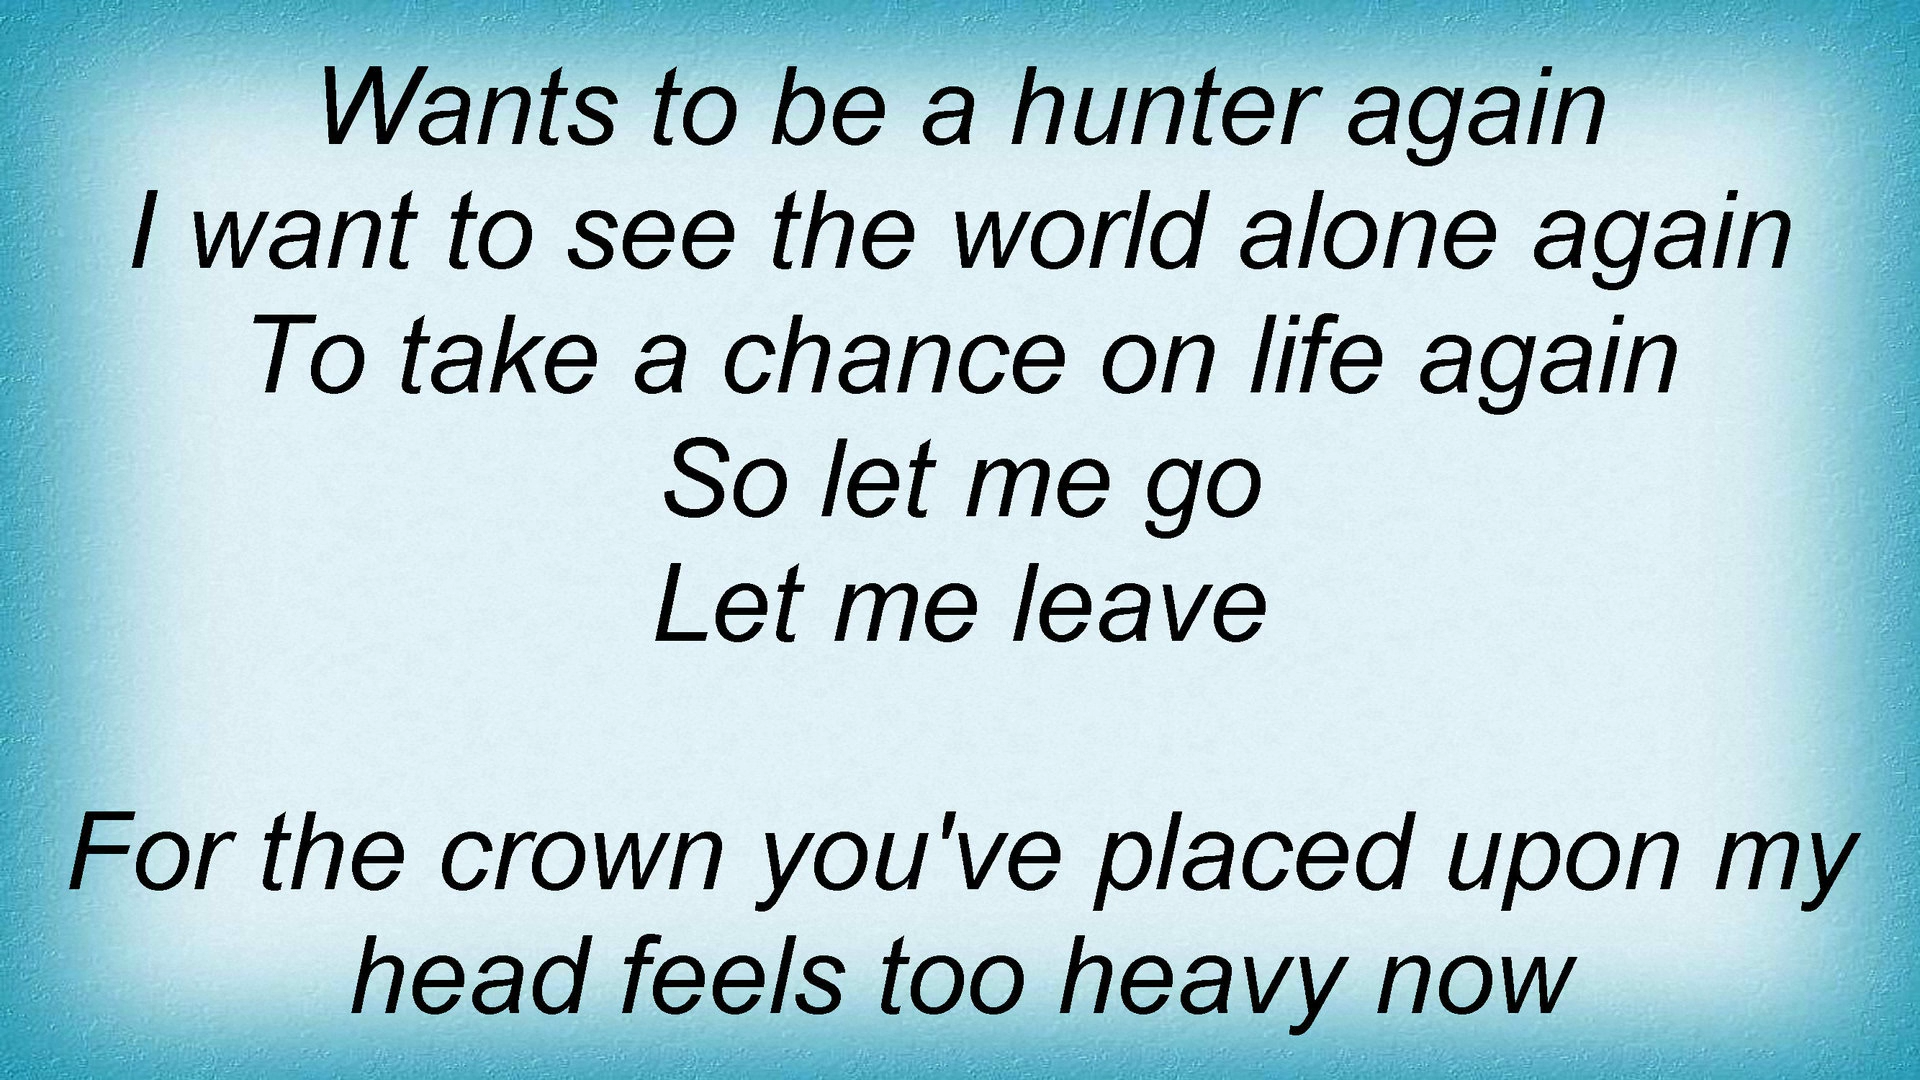 Wants to be a hunter again
I want to see the world alone again
To take a chance on life again
So let me go
Let me leave
For the crown you've placed upon my
head feels too heavy now